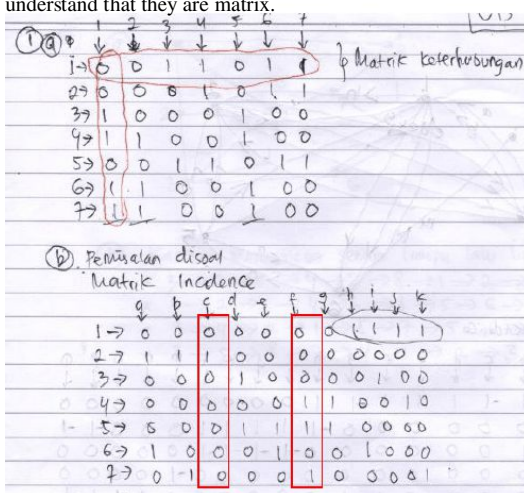 understand that they are matrix.
1 2 3 4 5 6 7
1 a
1→ 0 0 1 1 0 1 1 Matrik keterhubungan
2→ 0 0 0 1 0 1 1
3→ 1 0 0 0 1 0 0
4→ 1 1 0 0 1 0 0
5→ 0 0 1 1 0 1 1
6→ 1 1 0 0 1 0 0
7→ 1 1 0 0 1 0 0
b Pemisalan disoal
Matrik Incidence
a b c d e f g h i j k
1→ 0 0 0 0 0 0 0 1 1 1 1
2→ 1 1 1 0 0 0 0 0 0 0 0
3→ 0 0 0 1 0 0 0 0 1 0 0
4→ 0 0 0 0 0 1 1 0 0 1 0
5→ 0 0 0 1 1 1 -1 0 0 0 0
6→ 1 0 0 0 -1 0 0 1 0 0 0
7→ 0 -1 0 0 0 1 0 0 0 0 1